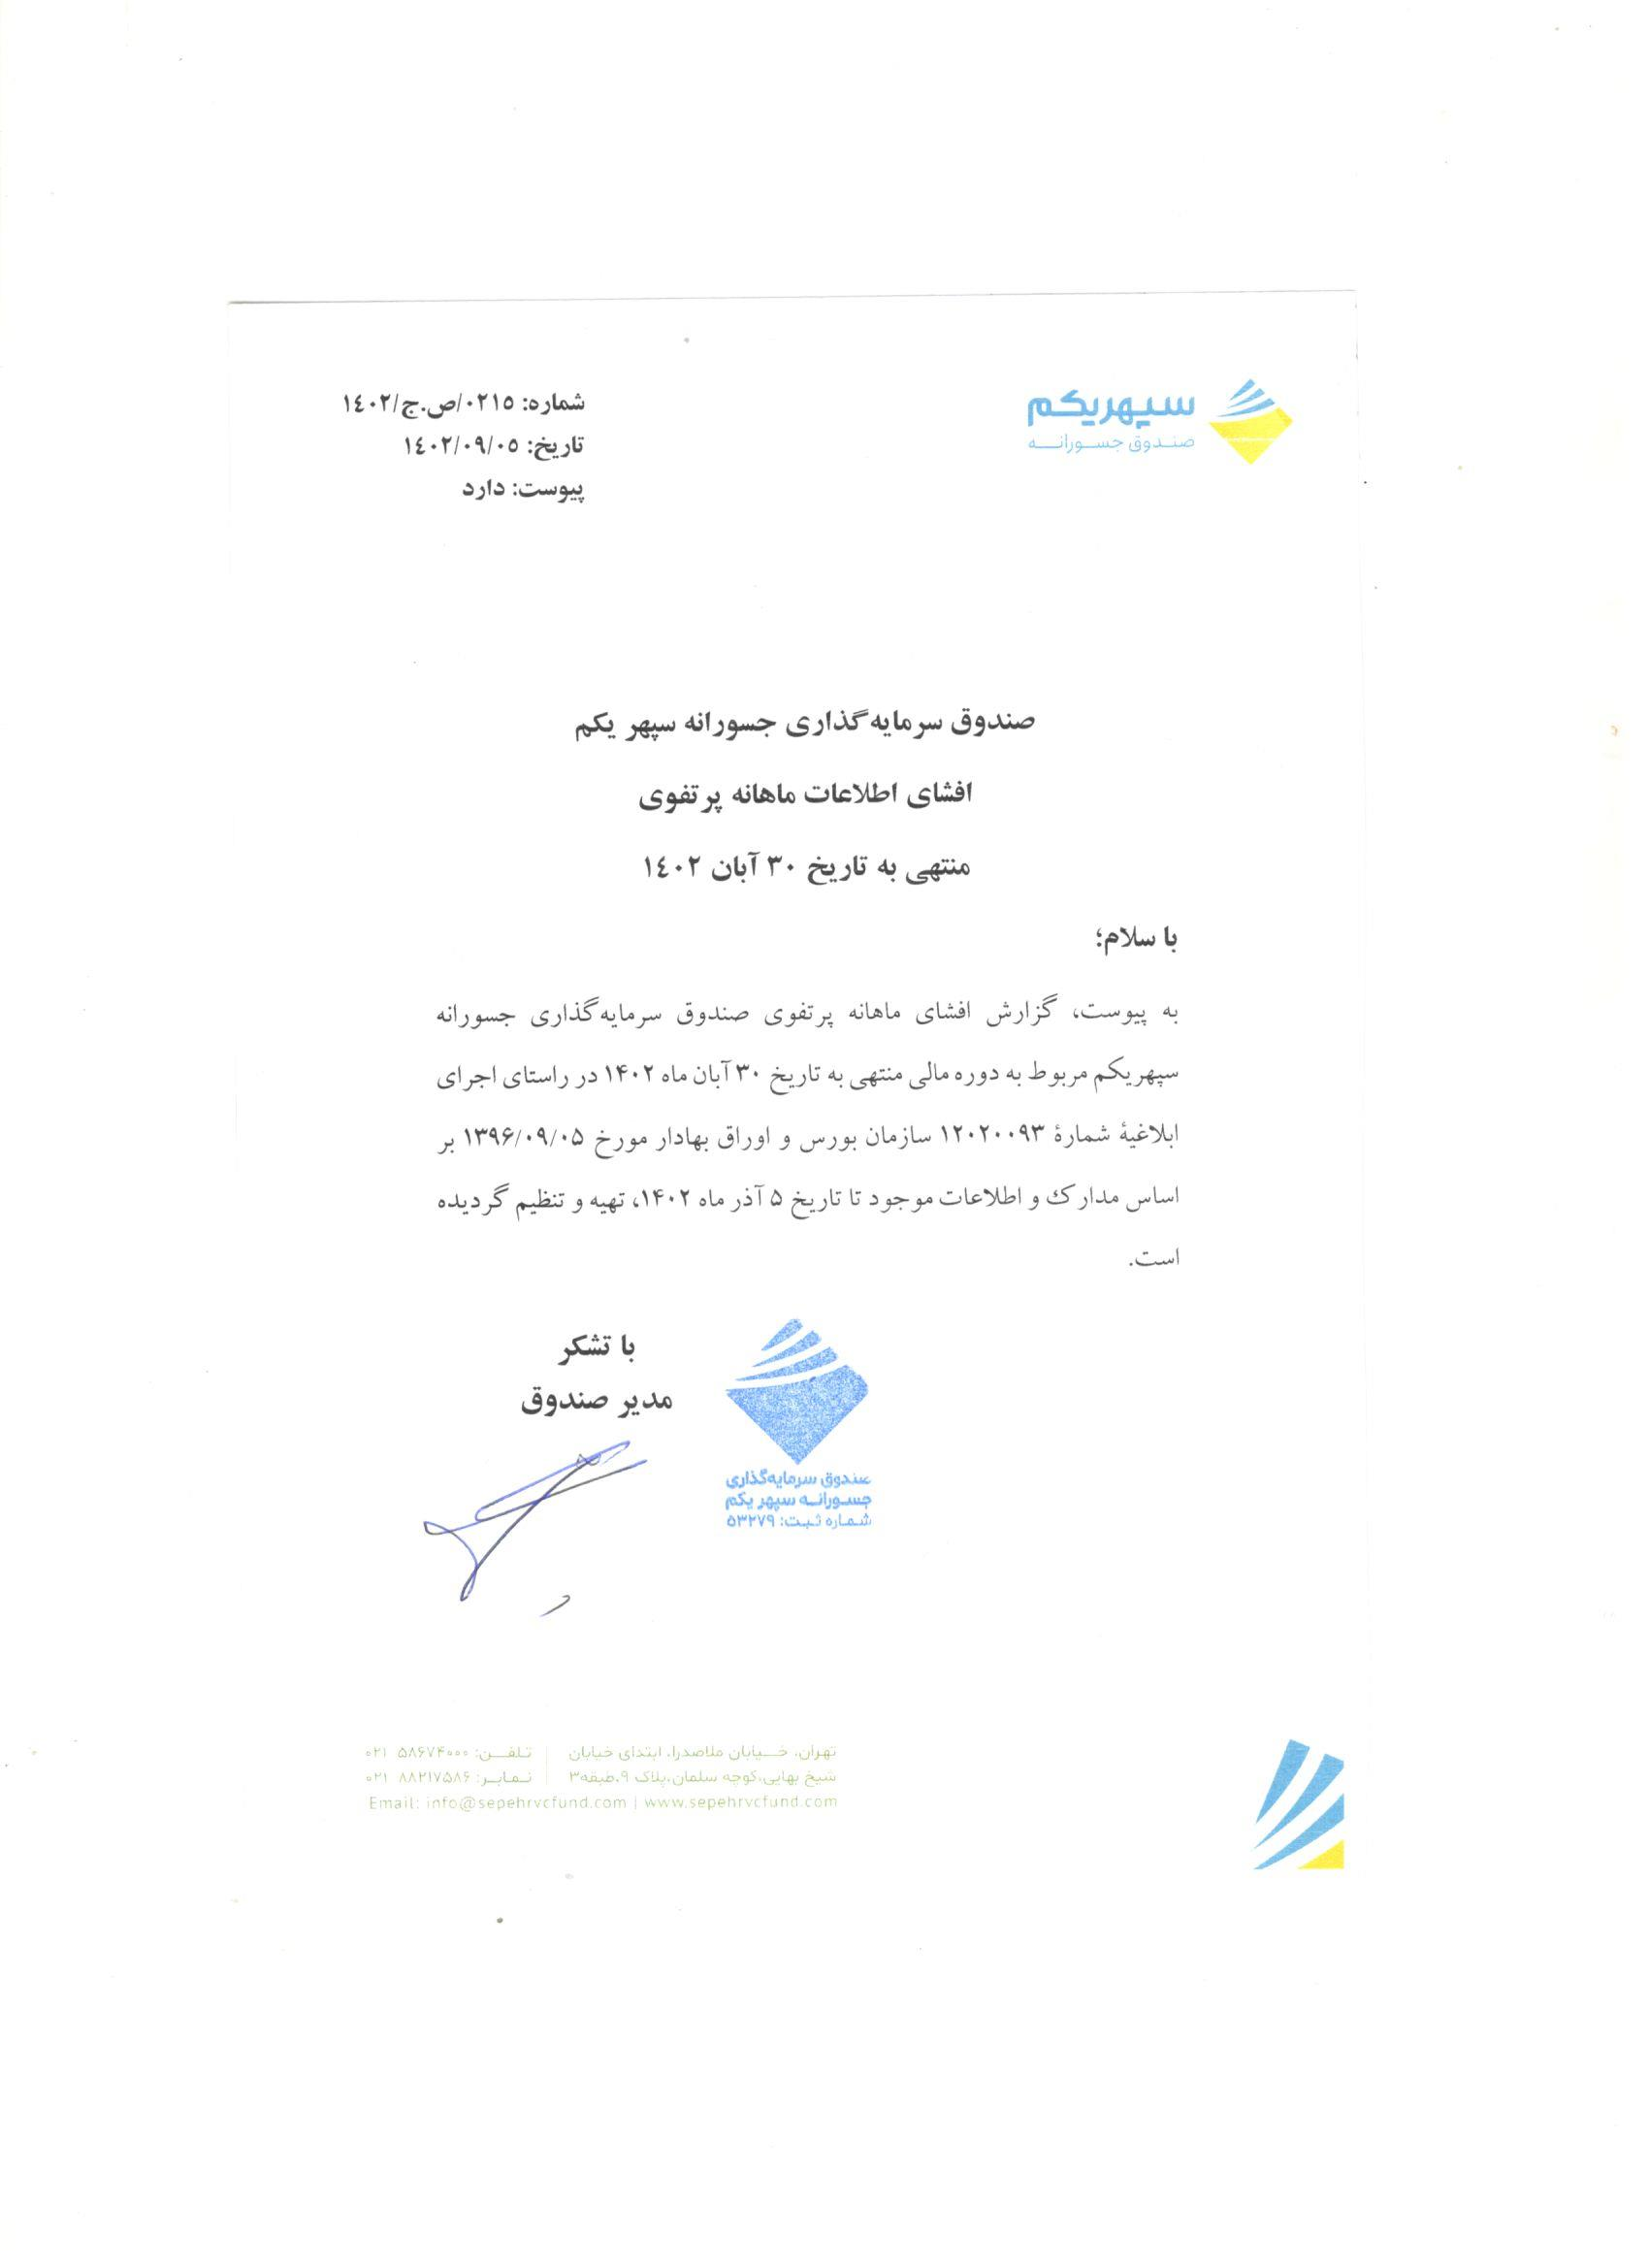 سپهریکم
صندوق جسورانه
شماره: ۰۲۱۵/ص.ج/۱٤۰۲
تاریخ: ۱٤۰۲/۰۹/۰۵
پیوست: دارد
صندوق سرمایه‌گذاری جسورانه سپهر یکم
افشای اطلاعات ماهانه پرتفوی
منتهی به تاریخ ۳۰ آبان ۱٤۰۲
با سلام؛
به پیوست، گزارش افشای ماهانه پرتفوی صندوق سرمایه‌گذاری جسورانه
سپهریکم مربوط به دوره مالی منتهی به تاریخ ۳۰ آبان ماه ۱۴۰۲ در راستای اجرای
ابلاغیۀ شمارۀ ۱۲۰۲۰۰۹۳ سازمان بورس و اوراق بهادار مورخ ۱۳۹۶/۰۹/۰۵ بر
اساس مدارک و اطلاعات موجود تا تاریخ ۵ آذر ماه ۱۴۰۲، تهیه و تنظیم گردیده
است.
با تشکر
مدیر صندوق
صندوق سرمایه‌گذاری
جسورانه سپهر یکم
شماره ثبت: ۵۳۲۷۹
تهران، خیابان ملاصدرا، ابتدای خیابان
شیخ بهایی،کوچه سلمان،پلاک ۹،طبقه۳
تلفن: ۵۸۶۷۴۰۰۰ ۰۲۱
نمابر: ۸۸۲۱۷۵۸۶ ۰۲۱
Email: info@sepehrvcfund.com | www.sepehrvcfund.com